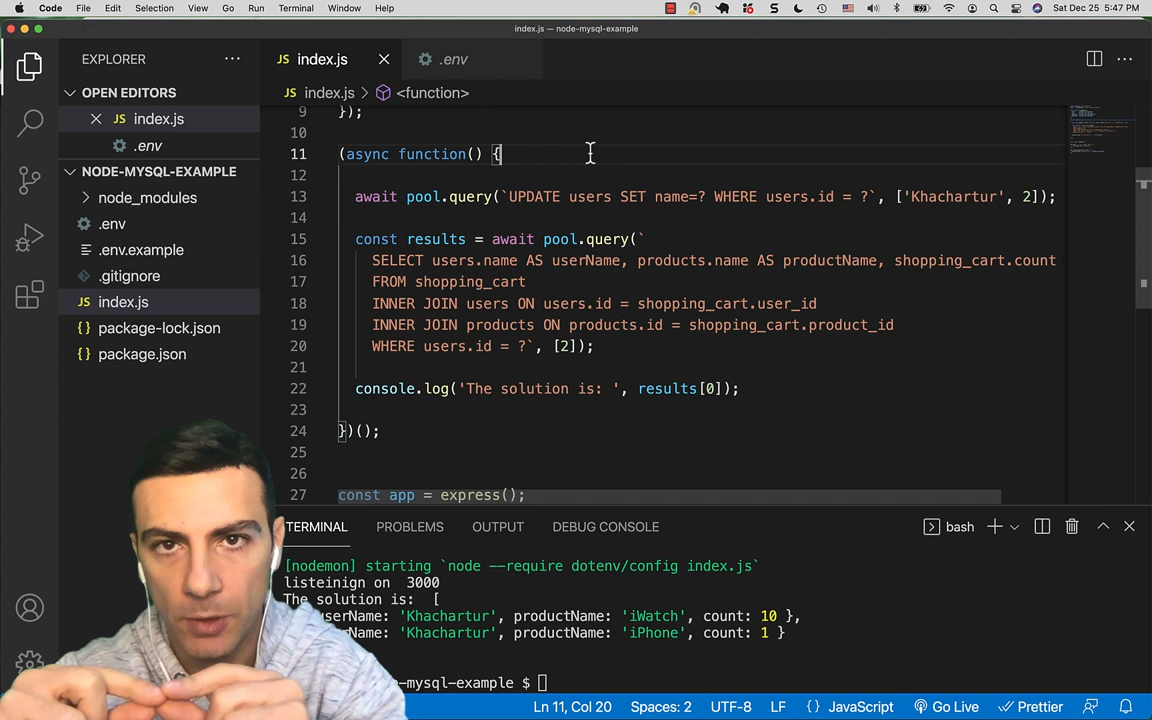 Code File Edit Selection View Go Run Terminal Window Help Sat Dec 25 5:47 PM
index.js — node-mysql-example
EXPLORER
JS index.js
.env
JS index.js > <function>
OPEN EDITORS
JS index.js
.env
NODE-MYSQL-EXAMPLE
node_modules
.env
.env.example
.gitignore
JS index.js
{ } package-lock.json
{ } package.json
9 });
10
11 (async function() {
12
13 await pool.query(`UPDATE users SET name=? WHERE users.id = ?`, ['Khachartur', 2]);
14
15 const results = await pool.query(`
16 SELECT users.name AS userName, products.name AS productName, shopping_cart.count
17 FROM shopping_cart
18 INNER JOIN users ON users.id = shopping_cart.user_id
19 INNER JOIN products ON products.id = shopping_cart.product_id
20 WHERE users.id = ?`, [2]);
21
22 console.log('The solution is: ', results[0]);
23
24 })();
25
26
27 const app = express();
TERMINAL PROBLEMS OUTPUT DEBUG CONSOLE bash
[nodemon] starting `node --require dotenv/config index.js`
listeinign on 3000
The solution is: [
userName: 'Khachartur', productName: 'iWatch', count: 10 },
Name: 'Khachartur', productName: 'iPhone', count: 1 }
-mysql-example $
Ln 11, Col 20 Spaces: 2 UTF-8 LF { } JavaScript Go Live Prettier